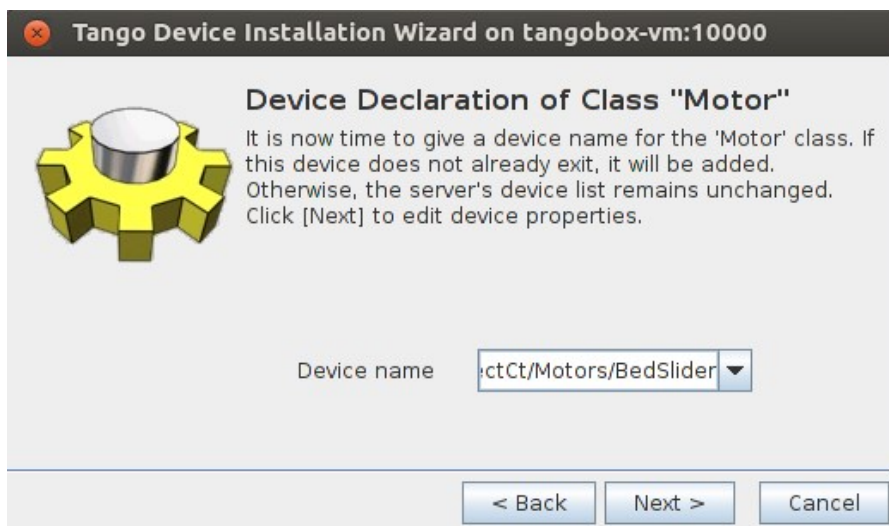 Tango Device Installation Wizard on tangobox-vm:10000
Device Declaration of Class "Motor"
It is now time to give a device name for the 'Motor' class. If
this device does not already exit, it will be added.
Otherwise, the server's device list remains unchanged.
Click [Next] to edit device properties.
Device name
ctCt/Motors/BedSlider
< Back
Next >
Cancel